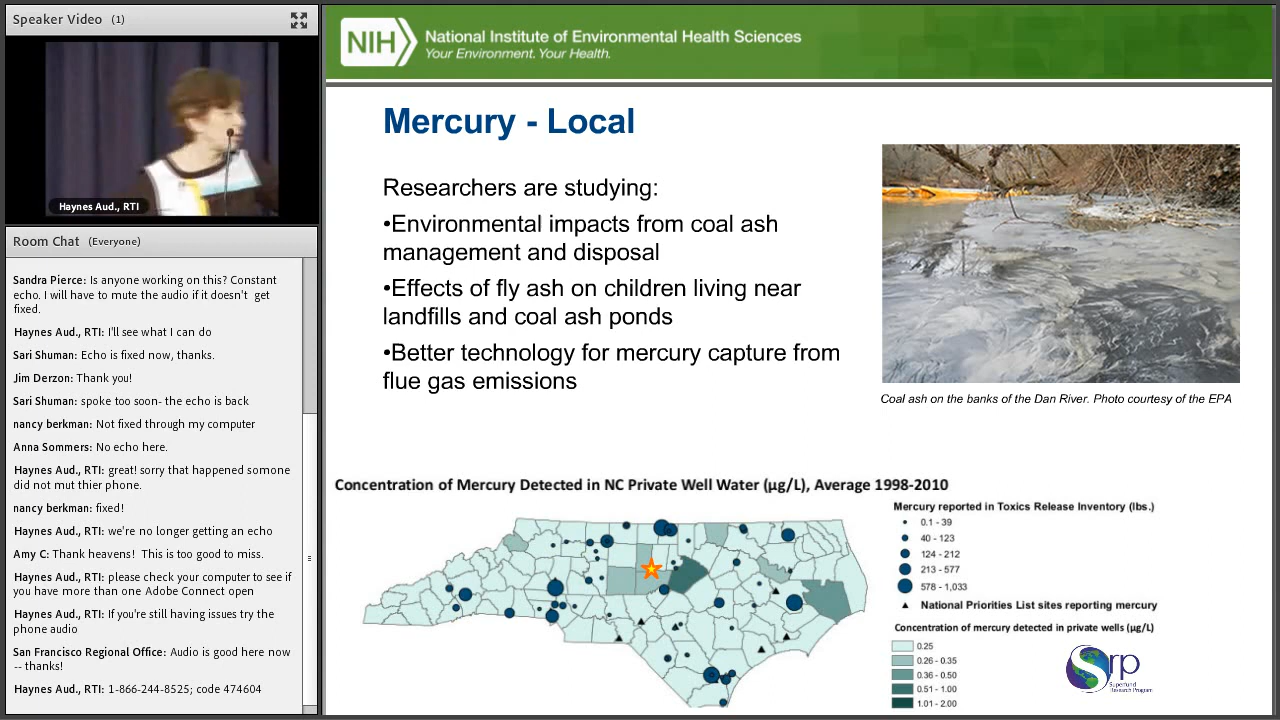 Speaker Video (1)
Haynes Aud., RTI
Room Chat (Everyone)
Sandra Pierce: Is anyone working on this? Constant
echo. I will have to mute the audio if it doesn't get
fixed.
Haynes Aud., RTI: I'll see what I can do
Sari Shuman: Echo is fixed now, thanks.
Jim Derzon: Thank you!
Sari Shuman: spoke too soon- the echo is back
nancy berkman: Not fixed through my computer
Anna Sommers: No echo here.
Haynes Aud., RTI: great! sorry that happened somone
did not mut thier phone.
nancy berkman: fixed!
Haynes Aud., RTI: we're no longer getting an echo
Amy C: Thank heavens! This is too good to miss.
Haynes Aud., RTI: please check your computer to see if
you have more than one Adobe Connect open
Haynes Aud., RTI: If you're still having issues try the
phone audio
San Francisco Regional Office: Audio is good here now
-- thanks!
Haynes Aud., RTI: 1-866-244-8525; code 474604
NIH
National Institute of Environmental Health Sciences
Your Environment. Your Health.
Mercury - Local
Researchers are studying:
•Environmental impacts from coal ash
management and disposal
•Effects of fly ash on children living near
landfills and coal ash ponds
•Better technology for mercury capture from
flue gas emissions
Coal ash on the banks of the Dan River. Photo courtesy of the EPA
Concentration of Mercury Detected in NC Private Well Water (µg/L), Average 1998-2010
Mercury reported in Toxics Release Inventory (lbs.)
0.1 - 39
40 - 123
124 - 212
213 - 577
578 - 1,033
National Priorities List sites reporting mercury
Concentration of mercury detected in private wells (µg/L)
0.25
0.26 - 0.35
0.36 - 0.50
0.51 - 1.00
1.01 - 2.00
Srp
Superfund
Research Program